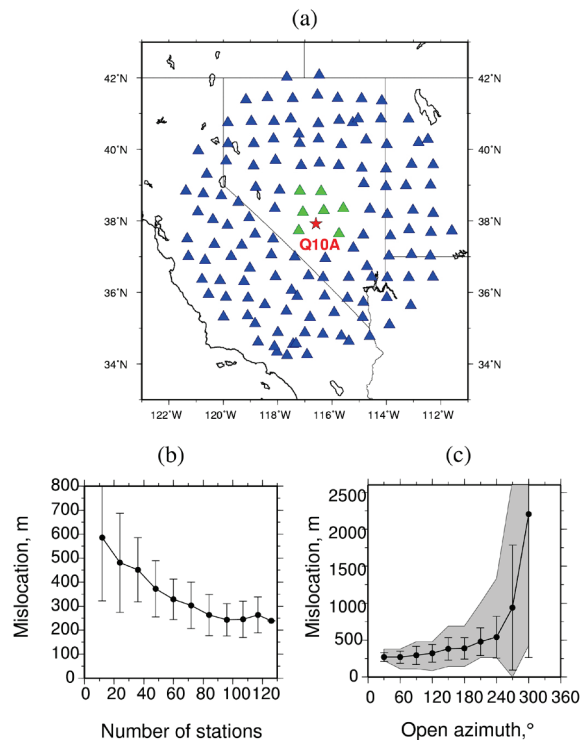 (a)
42˚N
42˚N
40˚N
40˚N
38˚N
38˚N
Q10A
36˚N
36˚N
34˚N
34˚N
122˚W 120˚W 118˚W 116˚W 114˚W 112˚W
(b)
(c)
Mislocation, m
800
700
600
500
400
300
200
100
0
0 20 40 60 80 100 120
Number of stations
Mislocation, m
2500
2000
1500
1000
500
0
0 60 120 180 240 300 360
Open azimuth,°